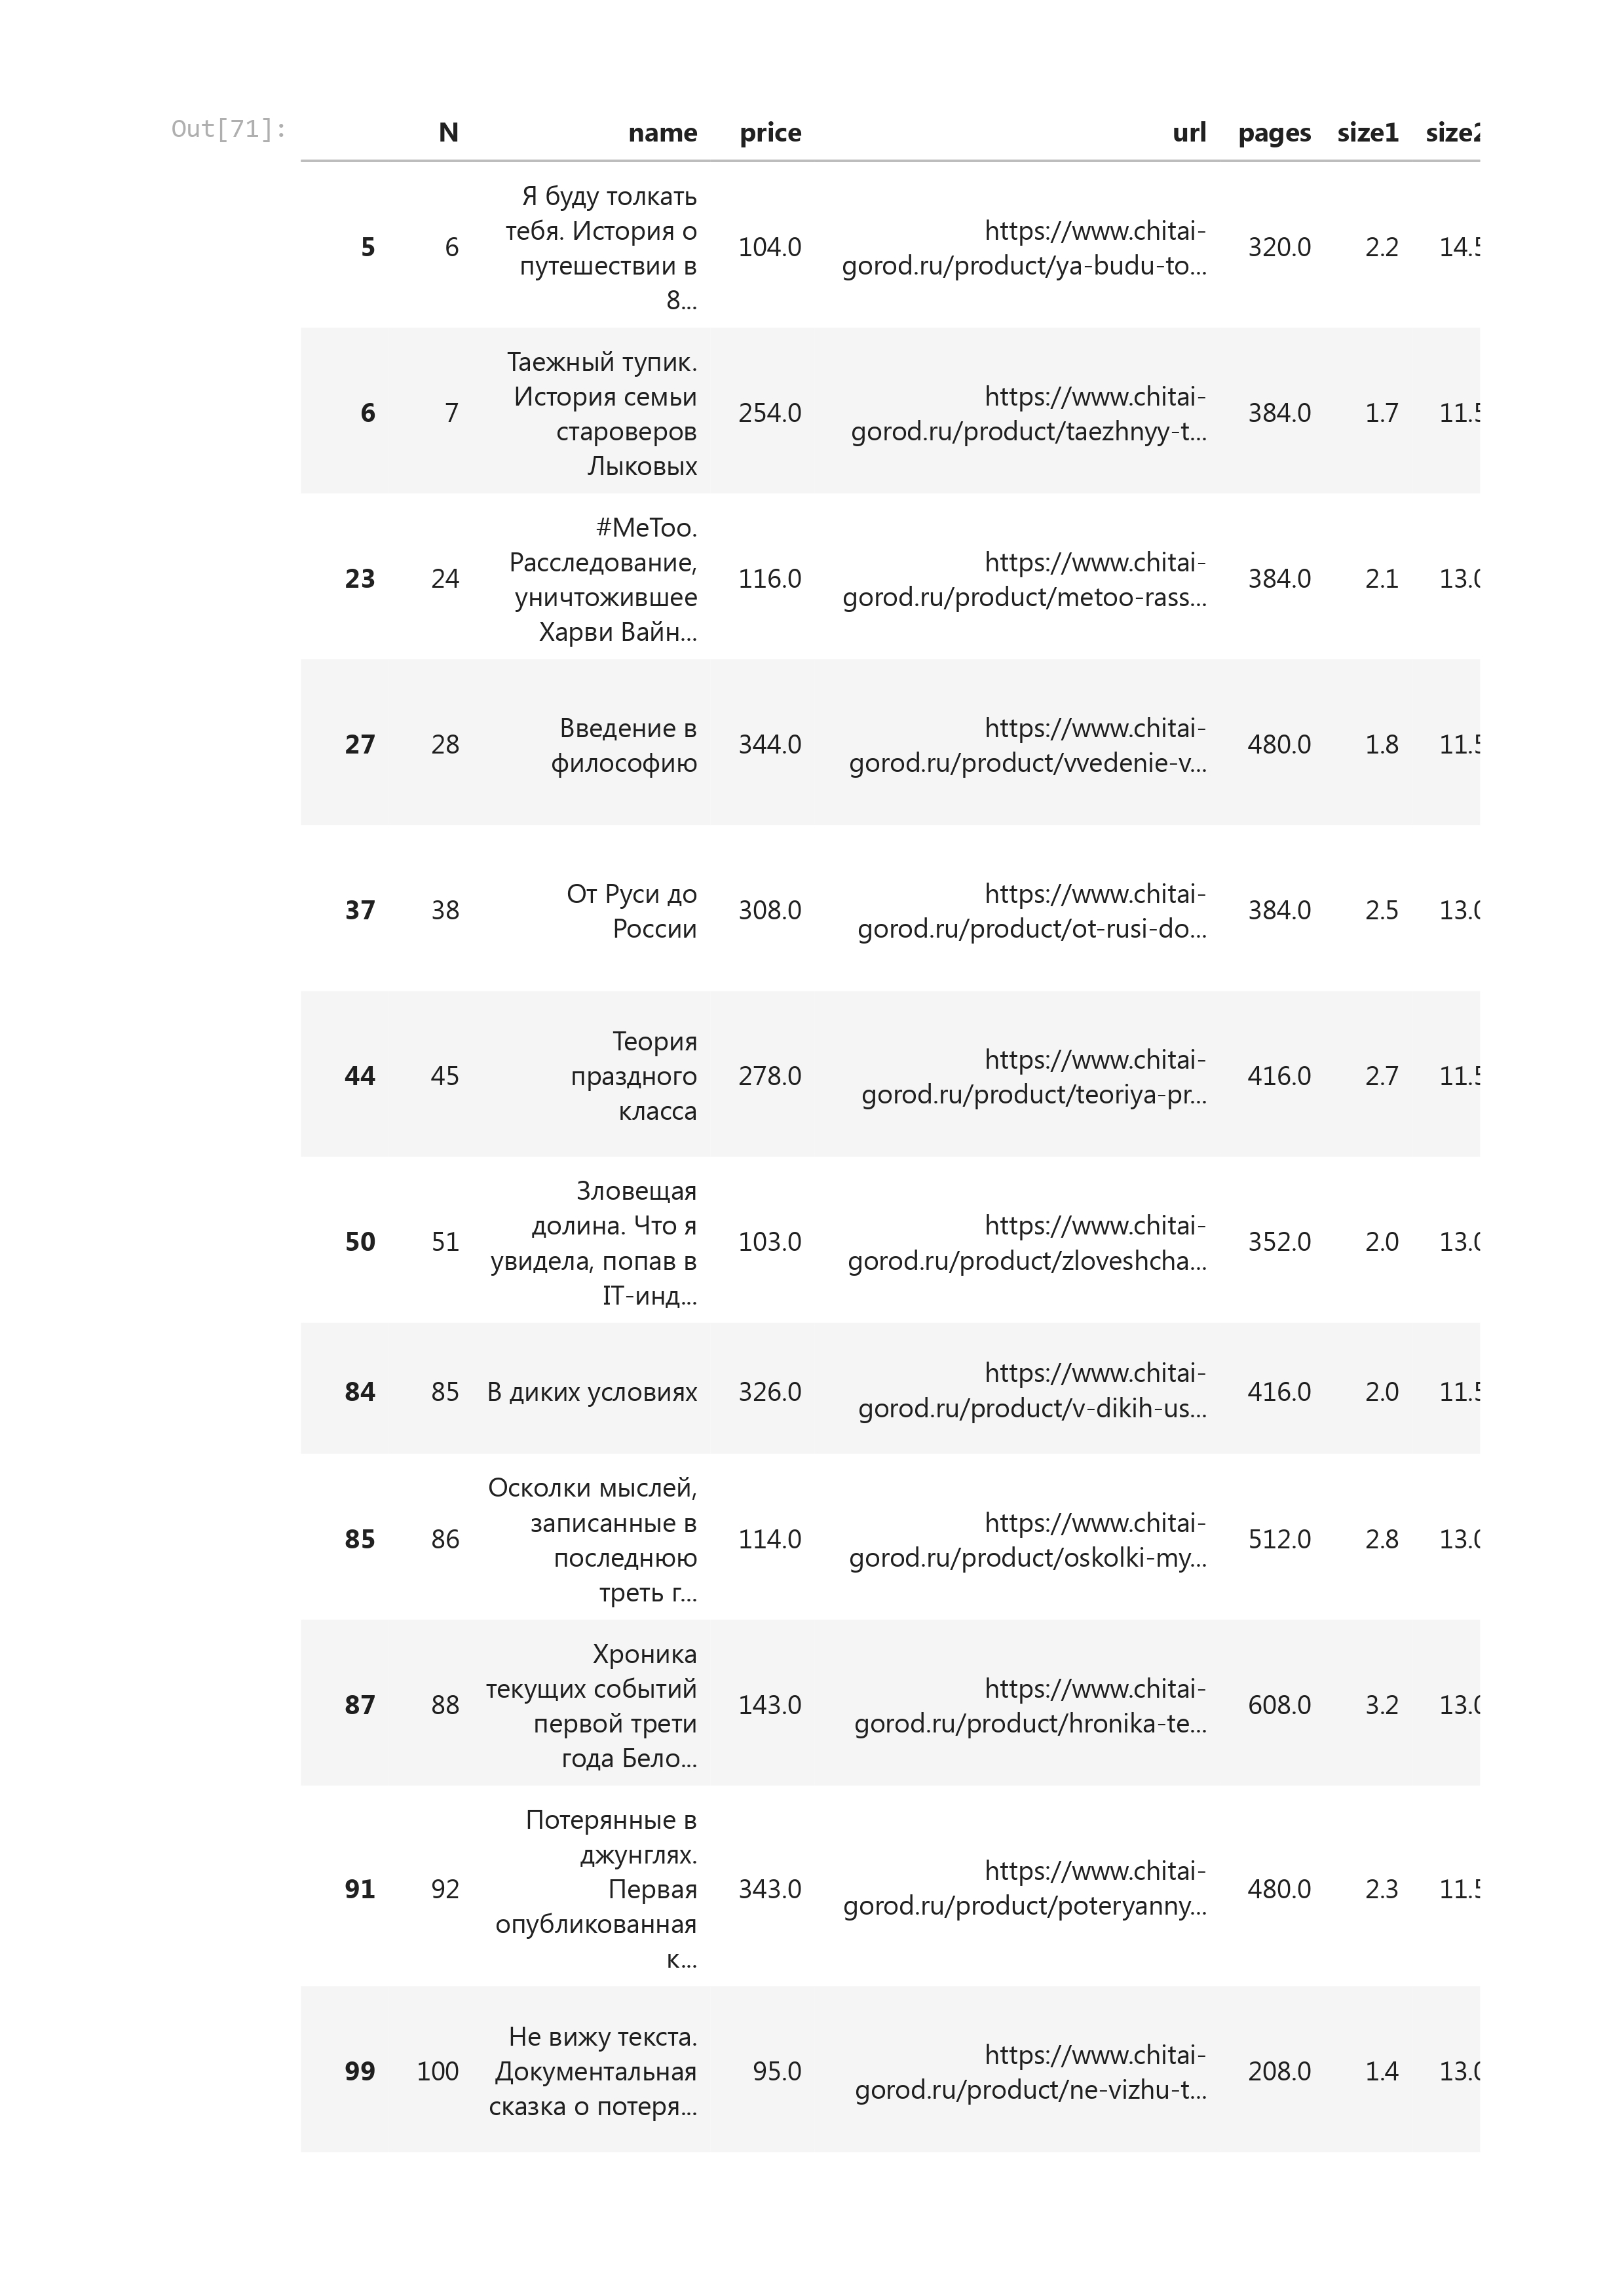 Out[71]:
N name price url pages size1 size2
Я буду толкать
тебя. История о
путешествии в
8...
5 6 104.0 320.0 2.2 14.5
https://www.chitai-
gorod.ru/product/ya-budu-to...
Таежный тупик.
История семьи
староверов
Лыковых
6 7 254.0 384.0 1.7 11.5
https://www.chitai-
gorod.ru/product/taezhnyy-t...
#MeToo.
Расследование,
уничтожившее
Харви Вайн...
23 24 116.0 384.0 2.1 13.0
https://www.chitai-
gorod.ru/product/metoo-rass...
Введение в
философию
27 28 344.0 480.0 1.8 11.5
https://www.chitai-
gorod.ru/product/vvedenie-v...
От Руси до
России
37 38 308.0 384.0 2.5 13.0
https://www.chitai-
gorod.ru/product/ot-rusi-do...
Теория
праздного
класса
44 45 278.0 416.0 2.7 11.5
https://www.chitai-
gorod.ru/product/teoriya-pr...
Зловещая
долина. Что я
увидела, попав в
IT-инд...
50 51 103.0 352.0 2.0 13.0
https://www.chitai-
gorod.ru/product/zloveshcha...
84 85 В диких условиях 326.0 416.0 2.0 11.5
https://www.chitai-
gorod.ru/product/v-dikih-us...
Осколки мыслей,
записанные в
последнюю
треть г...
85 86 114.0 512.0 2.8 13.0
https://www.chitai-
gorod.ru/product/oskolki-my...
Хроника
текущих событий
первой трети
года Бело...
87 88 143.0 608.0 3.2 13.0
https://www.chitai-
gorod.ru/product/hronika-te...
Потерянные в
джунглях.
Первая
опубликованная
к...
91 92 343.0 480.0 2.3 11.5
https://www.chitai-
gorod.ru/product/poteryanny...
Не вижу текста.
Документальная
сказка о потеря...
99 100 95.0 208.0 1.4 13.0
https://www.chitai-
gorod.ru/product/ne-vizhu-t...